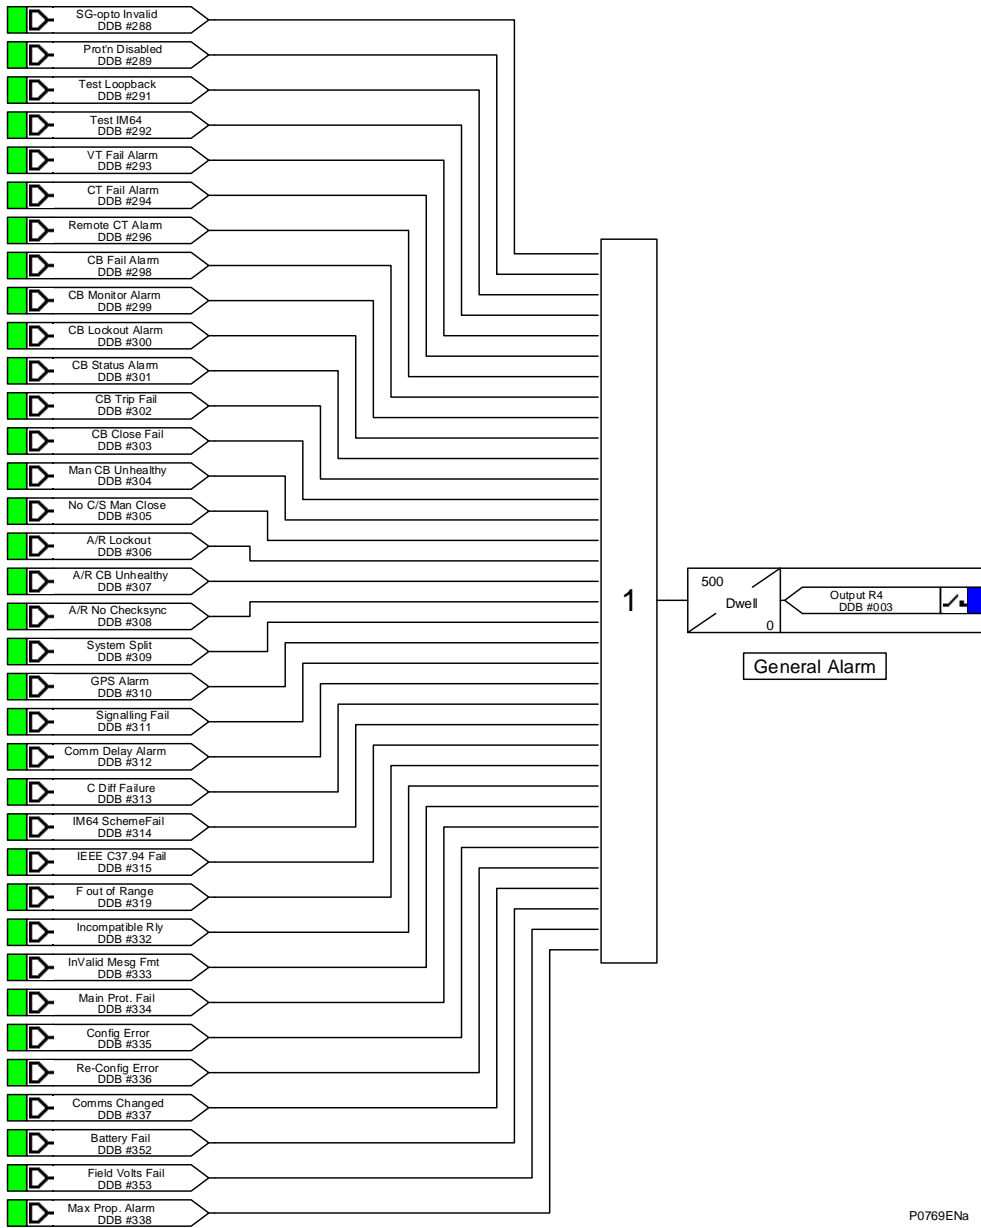 SG-opto Invalid
DDB #288
Prot'n Disabled
DDB #289
Test Loopback
DDB #291
Test IM64
DDB #292
VT Fail Alarm
DDB #293
CT Fail Alarm
DDB #294
Remote CT Alarm
DDB #296
CB Fail Alarm
DDB #298
CB Monitor Alarm
DDB #299
CB Lockout Alarm
DDB #300
CB Status Alarm
DDB #301
CB Trip Fail
DDB #302
CB Close Fail
DDB #303
Man CB Unhealthy
DDB #304
No C/S Man Close
DDB #305
A/R Lockout
DDB #306
A/R CB Unhealthy
DDB #307
A/R No Checksync
DDB #308
System Split
DDB #309
GPS Alarm
DDB #310
Signalling Fail
DDB #311
Comm Delay Alarm
DDB #312
C Diff Failure
DDB #313
IM64 SchemeFail
DDB #314
IEEE C37.94 Fail
DDB #315
F out of Range
DDB #319
Incompatible Rly
DDB #332
InValid Mesg Fmt
DDB #333
Main Prot. Fail
DDB #334
Config Error
DDB #335
Re-Config Error
DDB #336
Comms Changed
DDB #337
Battery Fail
DDB #352
Field Volts Fail
DDB #353
Max Prop. Alarm
DDB #338
1
500
Dwell
0
Output R4
DDB #003
General Alarm
P0769ENa